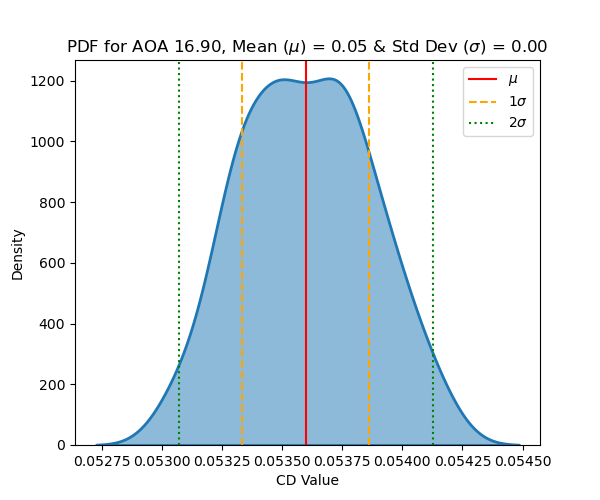 PDF for AOA 16.90, Mean (μ) = 0.05 & Std Dev (σ) = 0.00
μ
1σ
2σ
1200
1000
800
600
400
200
0
Density
0.05275 0.05300 0.05325 0.05350 0.05375 0.05400 0.05425 0.05450
CD Value